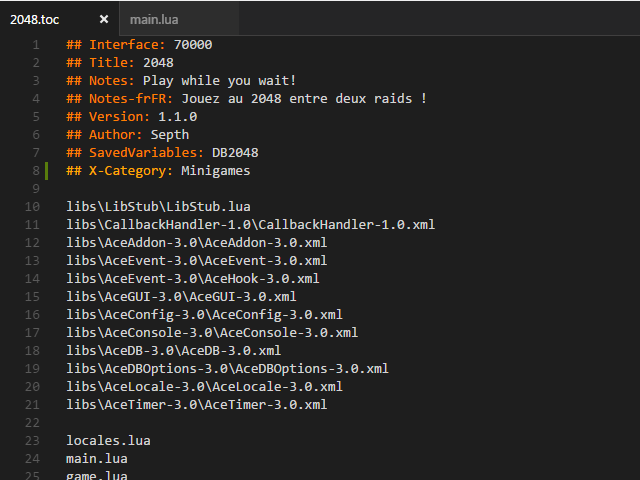 2048.toc × main.lua
1 ## Interface: 70000
2 ## Title: 2048
3 ## Notes: Play while you wait!
4 ## Notes-frFR: Jouez au 2048 entre deux raids !
5 ## Version: 1.1.0
6 ## Author: Septh
7 ## SavedVariables: DB2048
8 ## X-Category: Minigames
9
10 libs\LibStub\LibStub.lua
11 libs\CallbackHandler-1.0\CallbackHandler-1.0.xml
12 libs\AceAddon-3.0\AceAddon-3.0.xml
13 libs\AceEvent-3.0\AceEvent-3.0.xml
14 libs\AceEvent-3.0\AceHook-3.0.xml
15 libs\AceGUI-3.0\AceGUI-3.0.xml
16 libs\AceConfig-3.0\AceConfig-3.0.xml
17 libs\AceConsole-3.0\AceConsole-3.0.xml
18 libs\AceDB-3.0\AceDB-3.0.xml
19 libs\AceDBOptions-3.0\AceDBOptions-3.0.xml
20 libs\AceLocale-3.0\AceLocale-3.0.xml
21 libs\AceTimer-3.0\AceTimer-3.0.xml
22
23 locales.lua
24 main.lua
25 game.lua